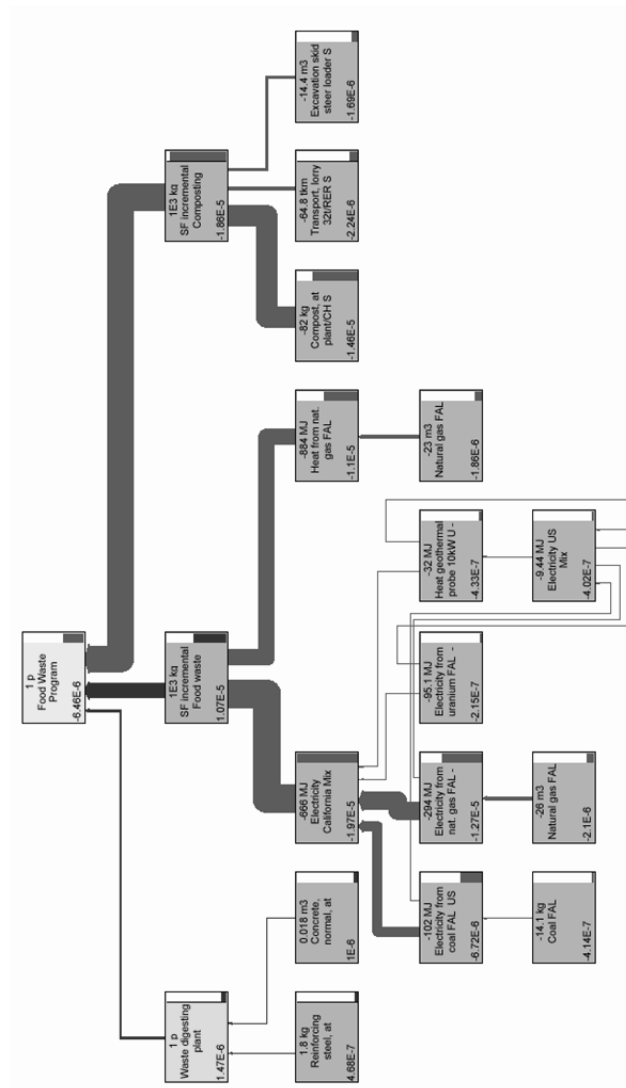 1 p
Food Waste
Program
-6.46E-6
1 p
Waste digesting
plant
1.47E-6
1E3 kg
SF incremental
Food waste
1.07E-5
1E3 kg
SF incremental
Composting
-1.86E-5
1.8 kg
Reinforcing
steel, at
4.68E-7
0.018 m3
Concrete,
normal, at
1E-6
-666 MJ
Electricity
California Mix
-1.97E-5
-884 MJ
Heat from nat.
gas FAL
-1.1E-5
-82 kg
Compost, at
plant/CH S
-1.46E-5
-64.8 tkm
Transport, lorry
32t/RER S
-2.24E-6
-14.4 m3
Excavation skid
steer loader S
-1.69E-6
-102 MJ
Electricity from
coal FAL US
-6.72E-6
-294 MJ
Electricity from
nat. gas FAL -
-1.27E-5
-95.1 MJ
Electricity from
uranium FAL -
-2.15E-7
-32 MJ
Heat geothermal
probe 10kW U -
-4.33E-7
-23 m3
Natural gas FAL
-1.86E-6
-14.1 kg
Coal FAL
-4.14E-7
-26 m3
Natural gas FAL
-2.1E-6
-9.44 MJ
Electricity US
Mix
-4.02E-7